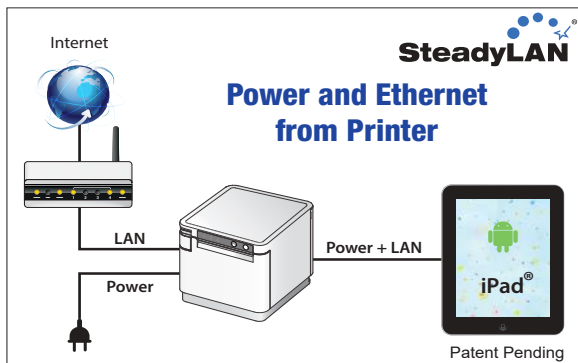 Internet
SteadyLAN®
Power and Ethernet
from Printer
LAN
Power + LAN
iPad®
Power
Patent Pending